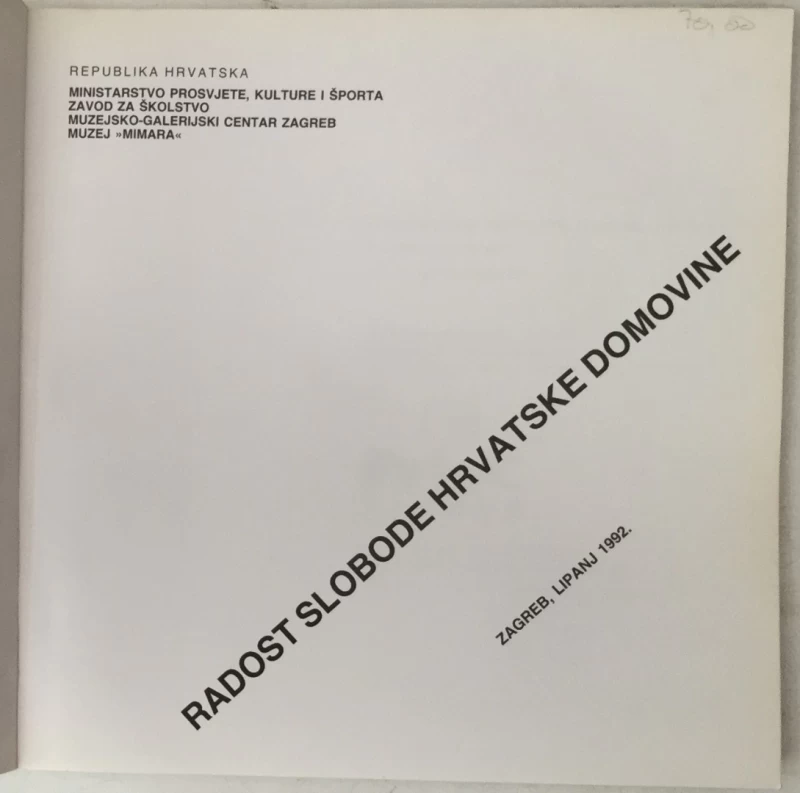 REPUBLIKA HRVATSKA
MINISTARSTVO PROSVJETE, KULTURE I ŠPORTA
ZAVOD ZA ŠKOLSTVO
MUZEJSKO-GALERIJSKI CENTAR ZAGREB
MUZEJ »MIMARA«
RADOST SLOBODE HRVATSKE DOMOVINE
ZAGREB, LIPANJ 1992.